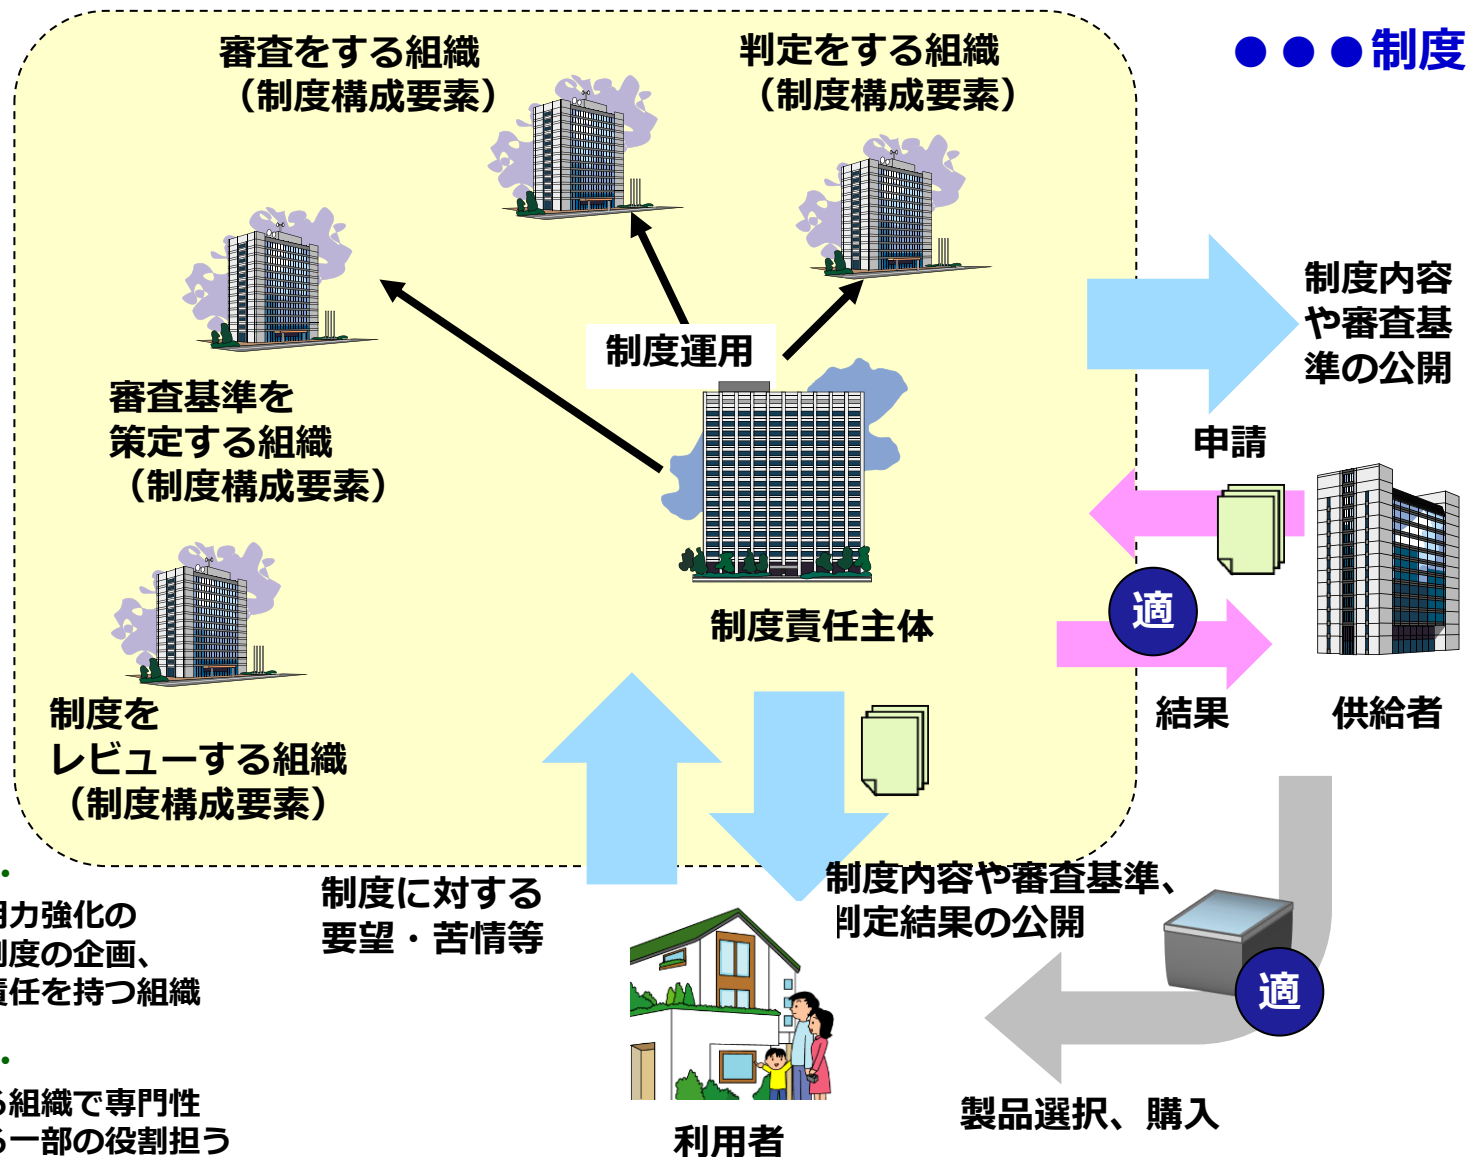 ●●●制度
審査をする組織
（制度構成要素）
判定をする組織
（制度構成要素）
制度内容
や審査基
準の公開
制度運用
審査基準を
策定する組織
（制度構成要素）
申請
適
制度責任主体
結果
供給者
制度を
レビューする組織
（制度構成要素）
制度に対する
要望・苦情等
制度内容や審査基準、
判定結果の公開
力強化の
制度の企画、
責任を持つ組織
適
組織で専門性
一部の役割担う
製品選択、購入
利用者